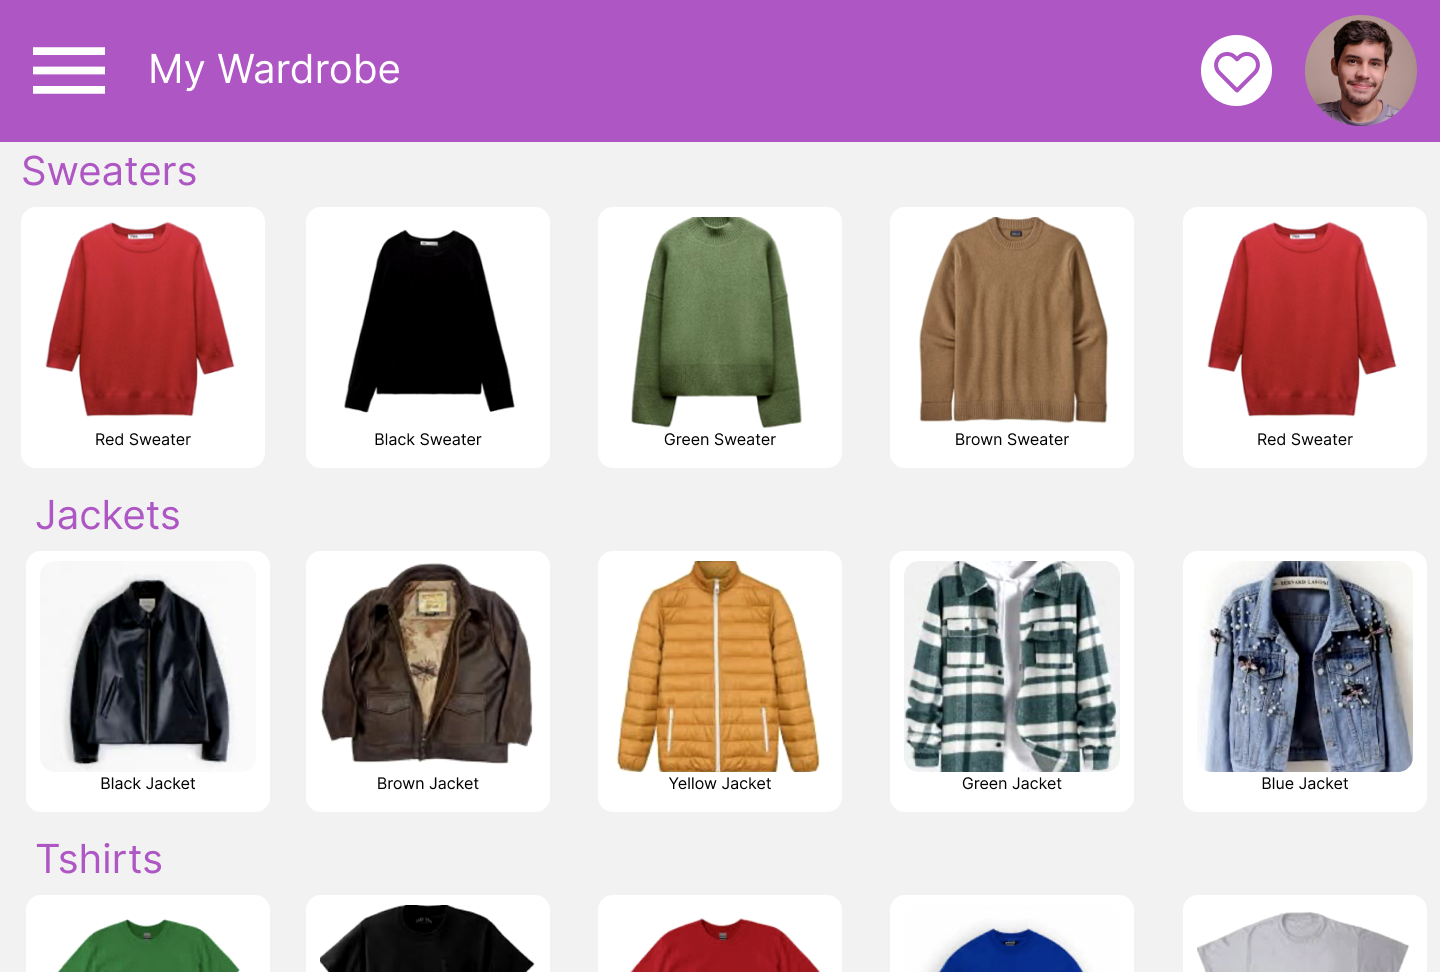 My Wardrobe
Sweaters
Red Sweater
Black Sweater
Green Sweater
Brown Sweater
Red Sweater
Jackets
Black Jacket
Brown Jacket
Yellow Jacket
Green Jacket
Blue Jacket
Tshirts